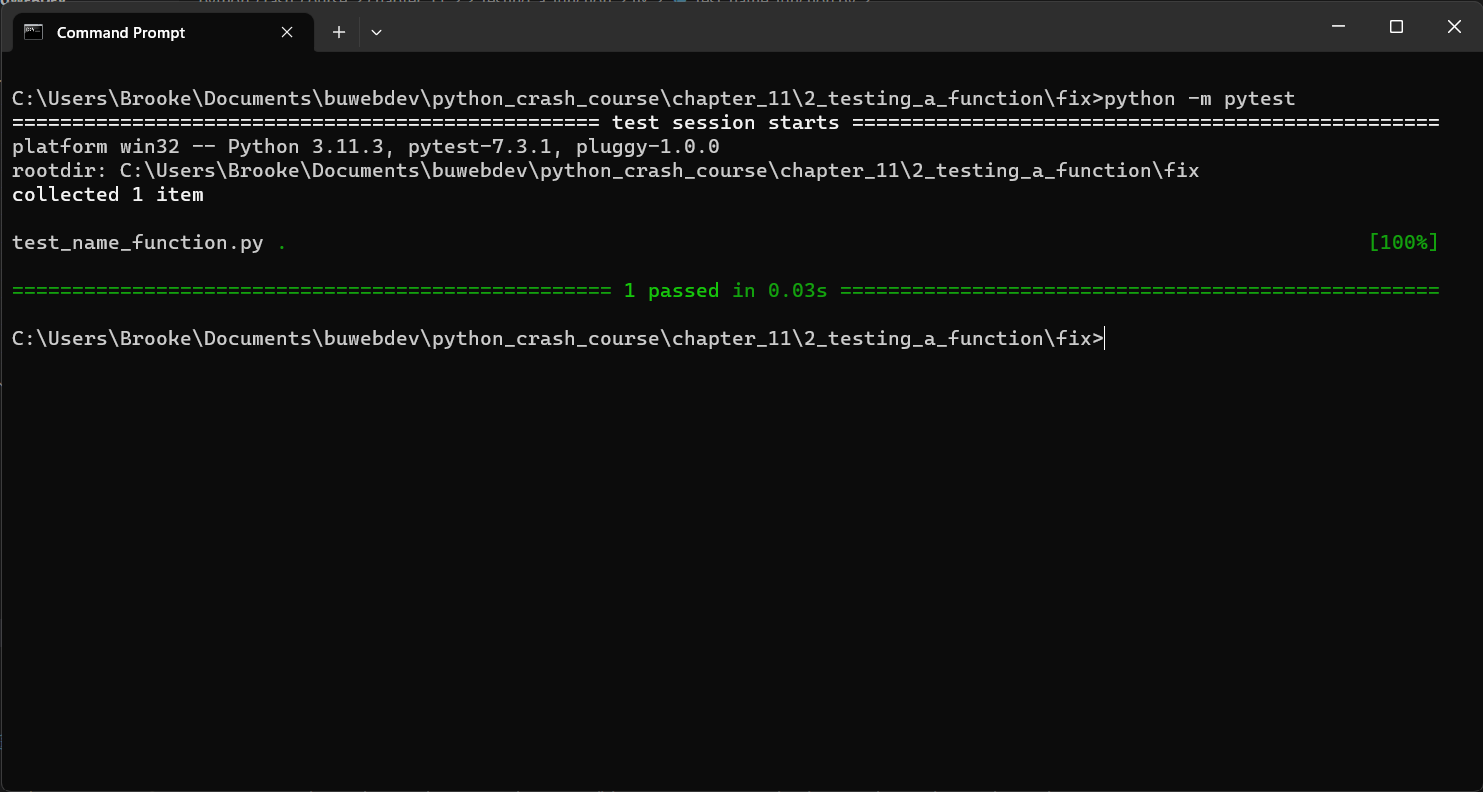 Command Prompt
C:\Users\Brooke\Documents\buwebdev\python_crash_course\chapter_11\2_testing_a_function\fix>python -m pytest
================================================= test session starts =================================================
platform win32 -- Python 3.11.3, pytest-7.3.1, pluggy-1.0.0
rootdir: C:\Users\Brooke\Documents\buwebdev\python_crash_course\chapter_11\2_testing_a_function\fix
collected 1 item
test_name_function.py . [100%]
================================================== 1 passed in 0.03s ==================================================
C:\Users\Brooke\Documents\buwebdev\python_crash_course\chapter_11\2_testing_a_function\fix>